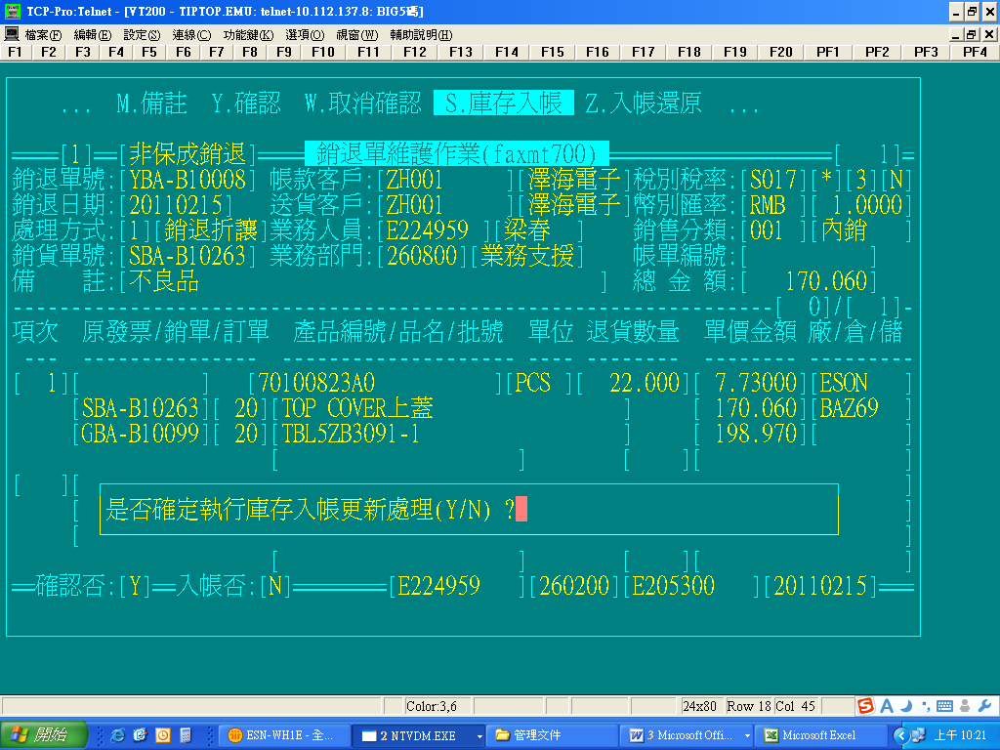 TCP-Pro:Telnet - [VT200 - TIPTOP.EMU: telnet-10.112.137.8: BIG5碼]
檔案(F) 編輯(E) 設定(S) 連線(C) 功能鍵(K) 選項(O) 視窗(W) 輔助說明(H)
F1 F2 F3 F4 F5 F6 F7 F8 F9 F10 F11 F12 F13 F14 F15 F16 F17 F18 F19 F20 PF1 PF2 PF3 PF4
... M.備註 Y.確認 W.取消確認 S.庫存入帳 Z.入帳還原 ...
[1]══[非保成銷退] 銷退單維護作業(faxmt700) [ 1]
銷退單號:[YBA-B10008] 帳款客戶:[ZH001 ][澤海電子]稅別稅率:[S017][*][3][N]
銷退日期:[20110215] 送貨客戶:[ZH001 ][澤海電子]幣別匯率:[RMB ][ 1.0000]
處理方式:[1][銷退折讓]業務人員:[E224959 ][梁春 ] 銷售分類:[001 ][內銷 ]
銷貨單號:[SBA-B10263] 業務部門:[260800][業務支援] 帳單編號:[ ]
備 註:[不良品 ] 總 金 額:[ 170.060]
[ 0]/[ 1]
項次 原發票/銷單/訂單 產品編號/品名/批號 單位 退貨數量 單價金額 廠/倉/儲
[ 1][ ] [70100823A0 ][PCS ][ 22.000][ 7.73000][ESON ]
[SBA-B10263][ 20][TOP COVER上蓋 ] [ 170.060][BAZ69 ]
[GBA-B10099][ 20][TBL5ZB3091-1 ] [ 198.970][ ]
是否確定執行庫存入帳更新處理(Y/N) ?
確認否:[Y]══入帳否:[N]════[E224959 ][260200][E205300 ][20110215]
Color:3,6 24x80 Row 18 Col 45
開始 ESN-WH1E - 全... 2 NTVDM.EXE 管理文件 3 Microsoft Offi... Microsoft Excel 上午 10:21